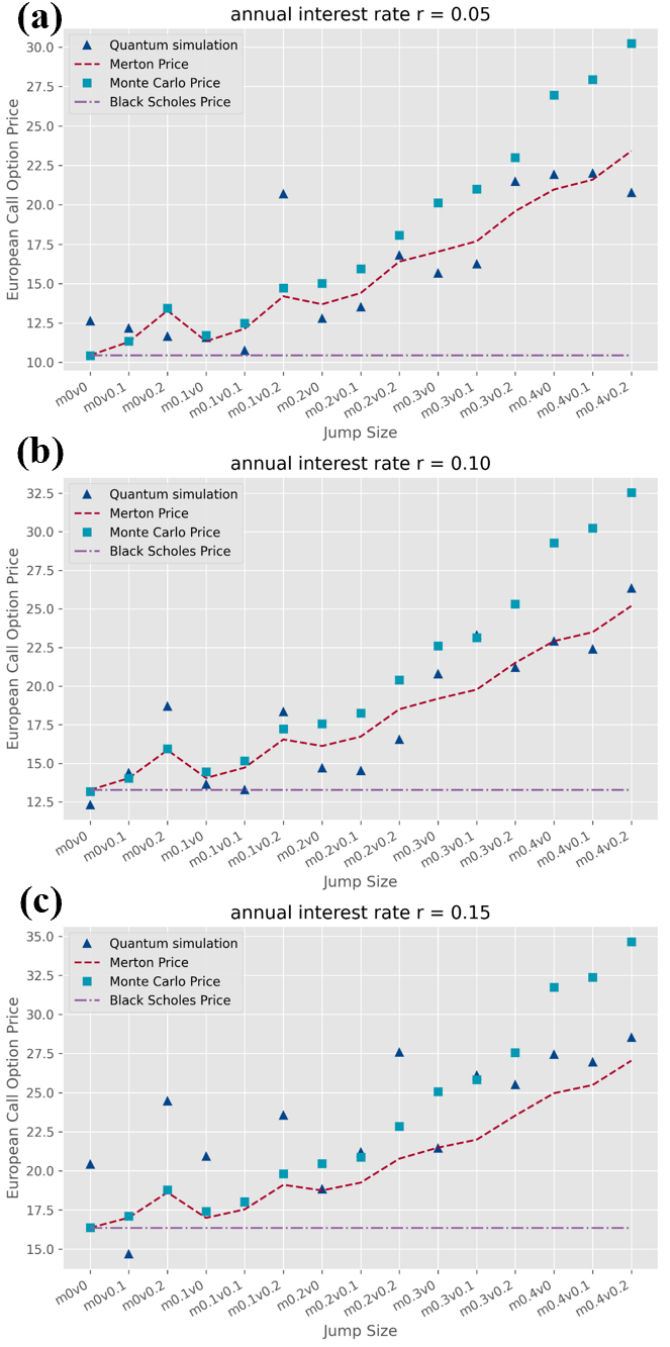 (a)
annual interest rate r = 0.05
European Call Option Price
30.0
27.5
25.0
22.5
20.0
17.5
15.0
12.5
10.0
Quantum simulation
Merton Price
Monte Carlo Price
Black Scholes Price
m0v0
m0v0.1
m0v0.2
m0.1v0
m0.1v0.1
m0.1v0.2
m0.2v0
m0.2v0.1
m0.2v0.2
m0.3v0
m0.3v0.1
m0.3v0.2
m0.4v0
m0.4v0.1
m0.4v0.2
Jump Size
(b)
annual interest rate r = 0.10
European Call Option Price
32.5
30.0
27.5
25.0
22.5
20.0
17.5
15.0
12.5
Quantum simulation
Merton Price
Monte Carlo Price
Black Scholes Price
m0v0
m0v0.1
m0v0.2
m0.1v0
m0.1v0.1
m0.1v0.2
m0.2v0
m0.2v0.1
m0.2v0.2
m0.3v0
m0.3v0.1
m0.3v0.2
m0.4v0
m0.4v0.1
m0.4v0.2
Jump Size
(c)
annual interest rate r = 0.15
European Call Option Price
35.0
32.5
30.0
27.5
25.0
22.5
20.0
17.5
15.0
Quantum simulation
Merton Price
Monte Carlo Price
Black Scholes Price
m0v0
m0v0.1
m0v0.2
m0.1v0
m0.1v0.1
m0.1v0.2
m0.2v0
m0.2v0.1
m0.2v0.2
m0.3v0
m0.3v0.1
m0.3v0.2
m0.4v0
m0.4v0.1
m0.4v0.2
Jump Size